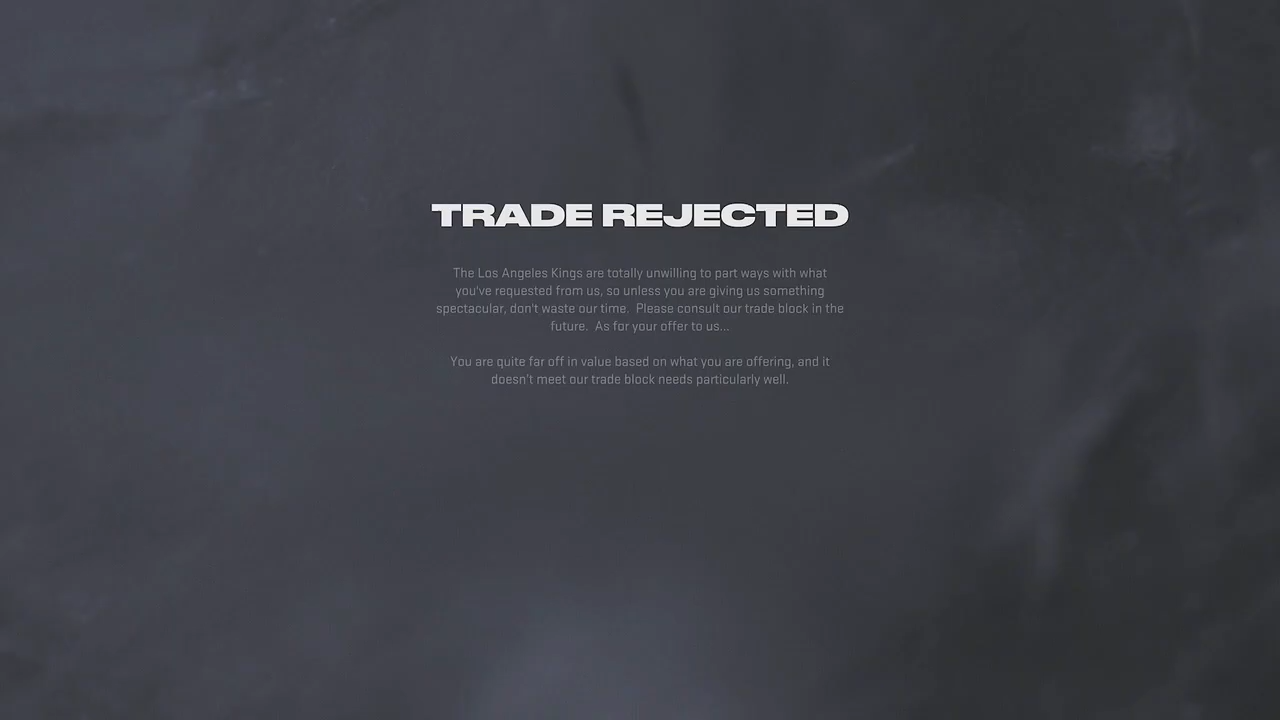 TRADE REJECTED
The Los Angeles Kings are totally unwilling to part ways with what
you've requested from us, so unless you are giving us something
spectacular, don't waste our time.  Please consult our trade block in the
future.  As for your offer to us...
You are quite far off in value based on what you are offering, and it
doesn't meet our trade block needs particularly well.